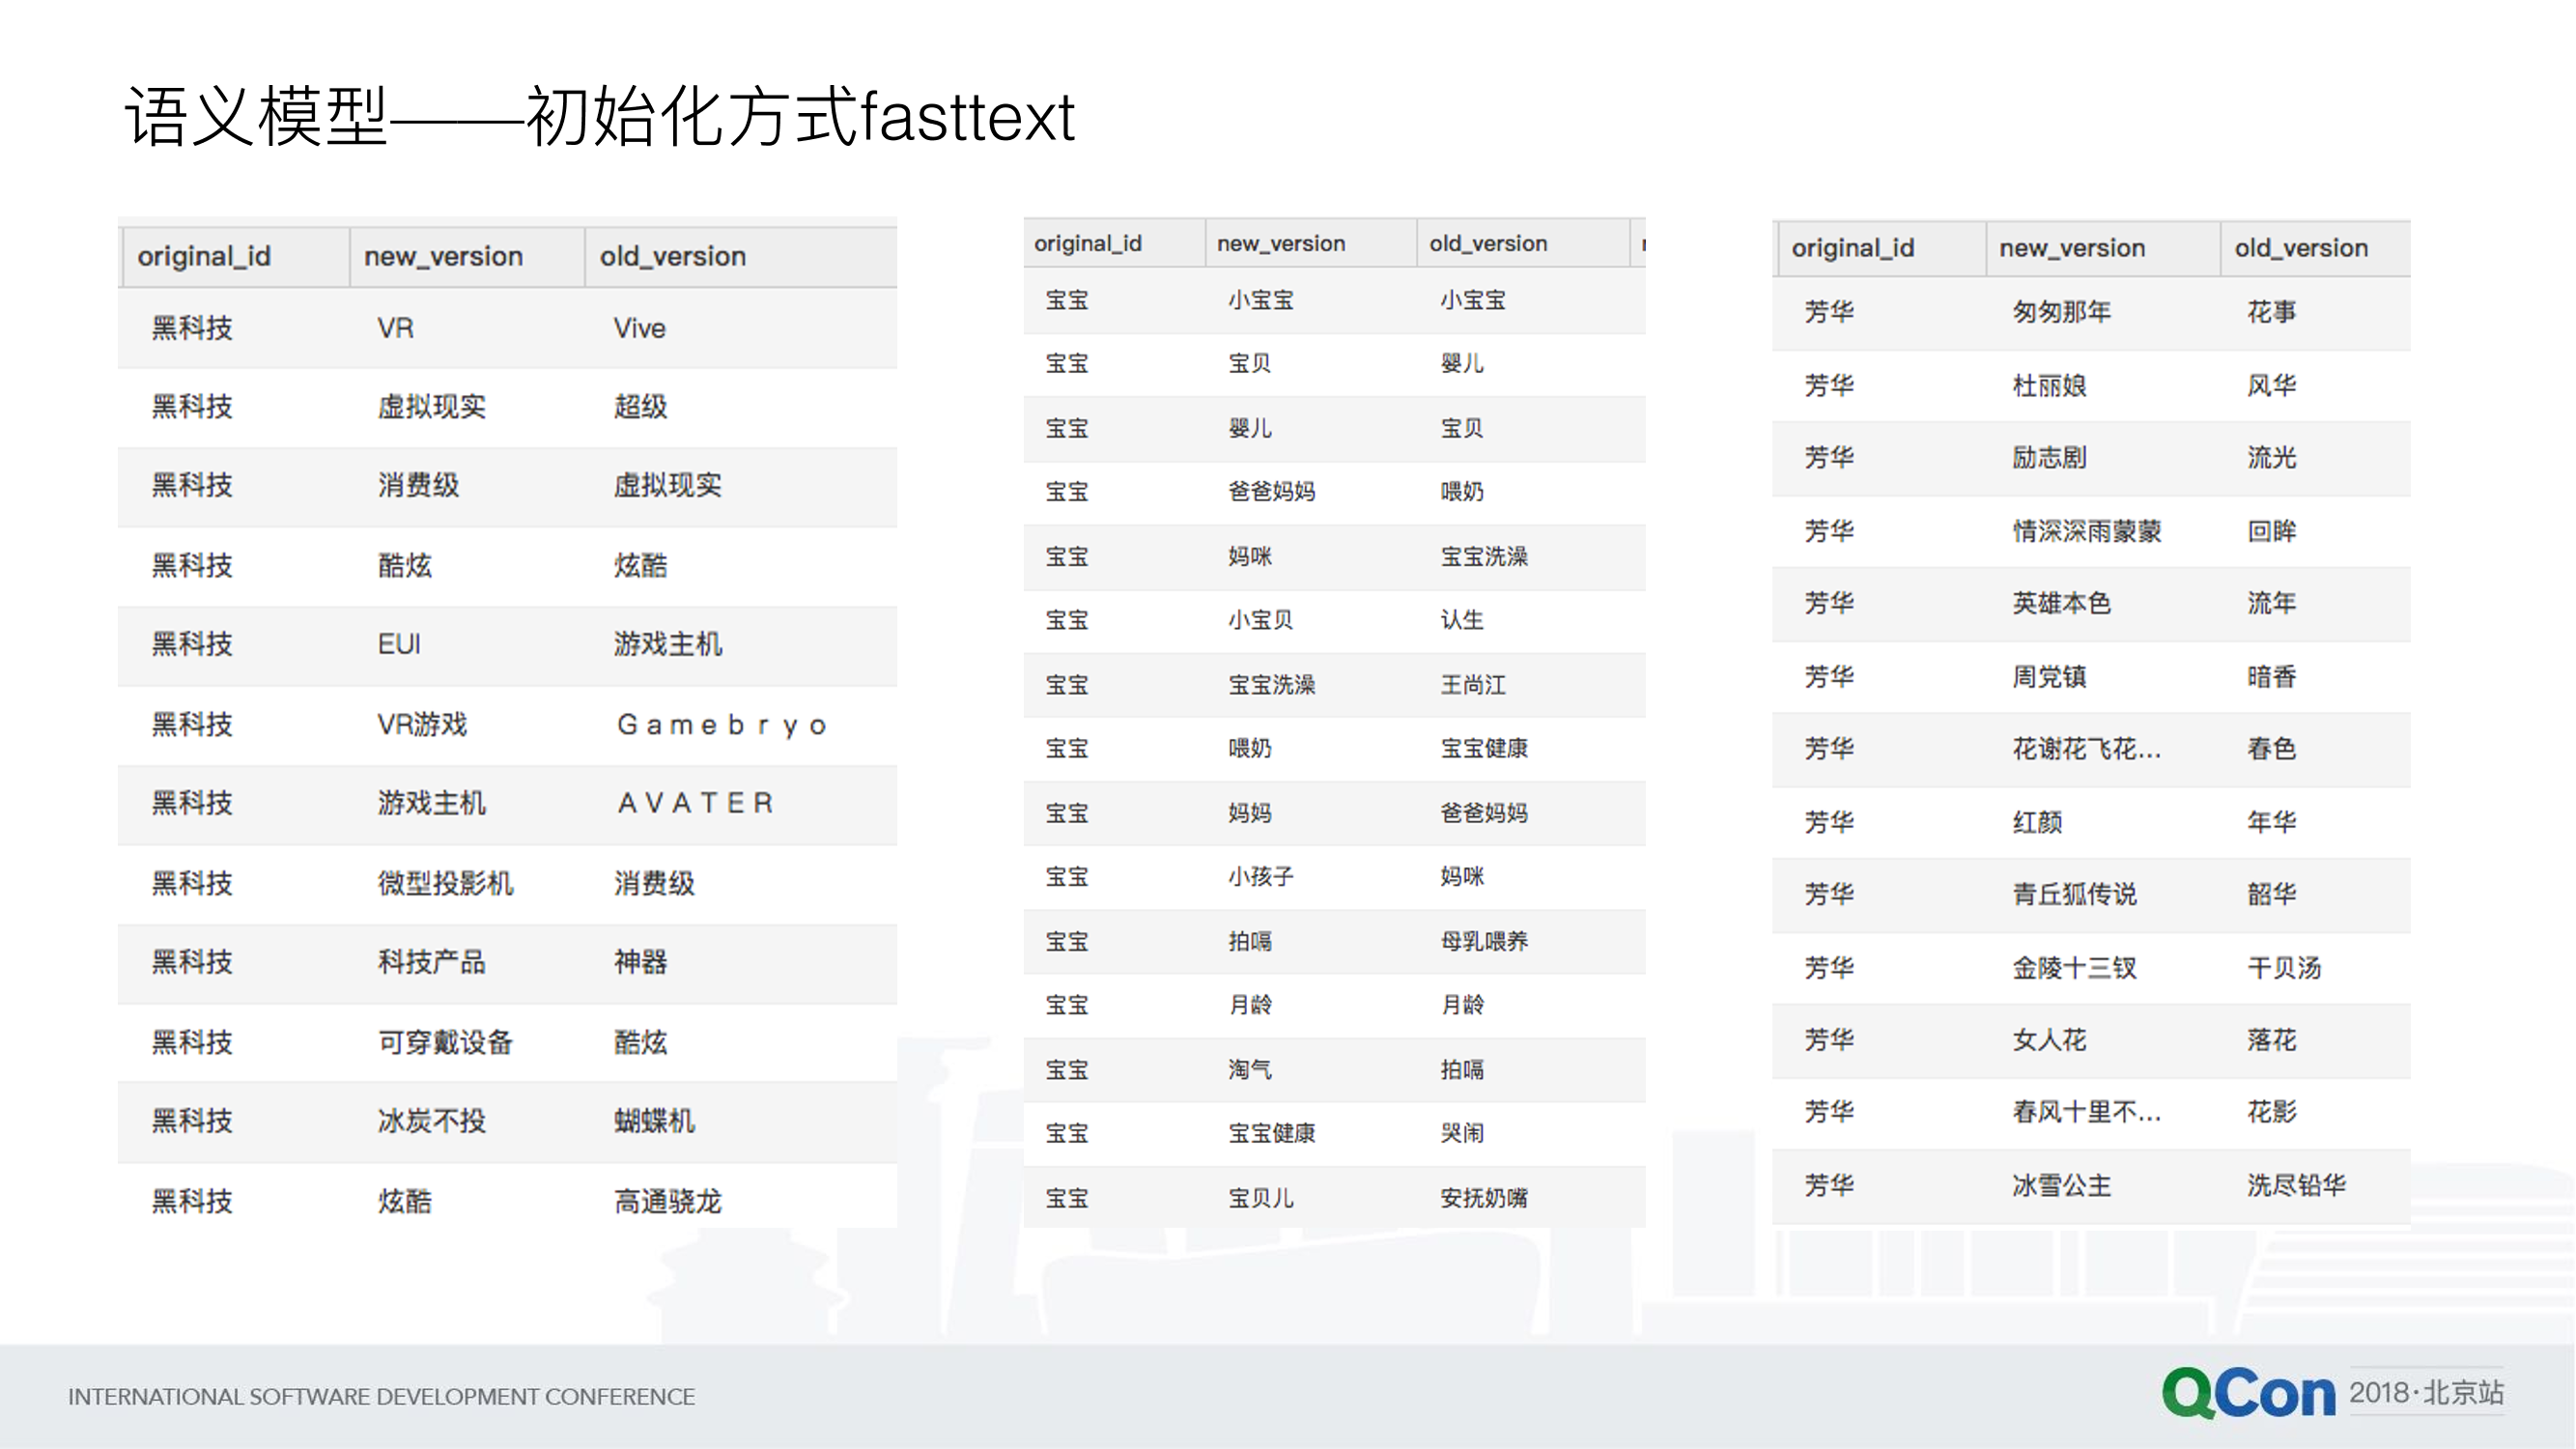 语义模型——初始化方式fasttext
original_id new_version old_version
黑科技 VR Vive
黑科技 虚拟现实 超级
黑科技 消费级 虚拟现实
黑科技 酷炫 炫酷
黑科技 EUI 游戏主机
黑科技 VR游戏 Ｇａｍｅｂｒｙｏ
黑科技 游戏主机 ＡＶＡＴＥＲ
黑科技 微型投影机 消费级
黑科技 科技产品 神器
黑科技 可穿戴设备 酷炫
黑科技 冰炭不投 蝴蝶机
黑科技 炫酷 高通骁龙
original_id new_version old_version
宝宝 小宝宝 小宝宝
宝宝 宝贝 婴儿
宝宝 婴儿 宝贝
宝宝 爸爸妈妈 喂奶
宝宝 妈咪 宝宝洗澡
宝宝 小宝贝 认生
宝宝 宝宝洗澡 王尚江
宝宝 喂奶 宝宝健康
宝宝 妈妈 爸爸妈妈
宝宝 小孩子 妈咪
宝宝 拍嗝 母乳喂养
宝宝 月龄 月龄
宝宝 淘气 拍嗝
宝宝 宝宝健康 哭闹
宝宝 宝贝儿 安抚奶嘴
original_id new_version old_version
芳华 匆匆那年 花事
芳华 杜丽娘 风华
芳华 励志剧 流光
芳华 情深深雨蒙蒙 回眸
芳华 英雄本色 流年
芳华 周党镇 暗香
芳华 花谢花飞花... 春色
芳华 红颜 年华
芳华 青丘狐传说 韶华
芳华 金陵十三钗 干贝汤
芳华 女人花 落花
芳华 春风十里不... 花影
芳华 冰雪公主 洗尽铅华
INTERNATIONAL SOFTWARE DEVELOPMENT CONFERENCE
QCon 2018·北京站